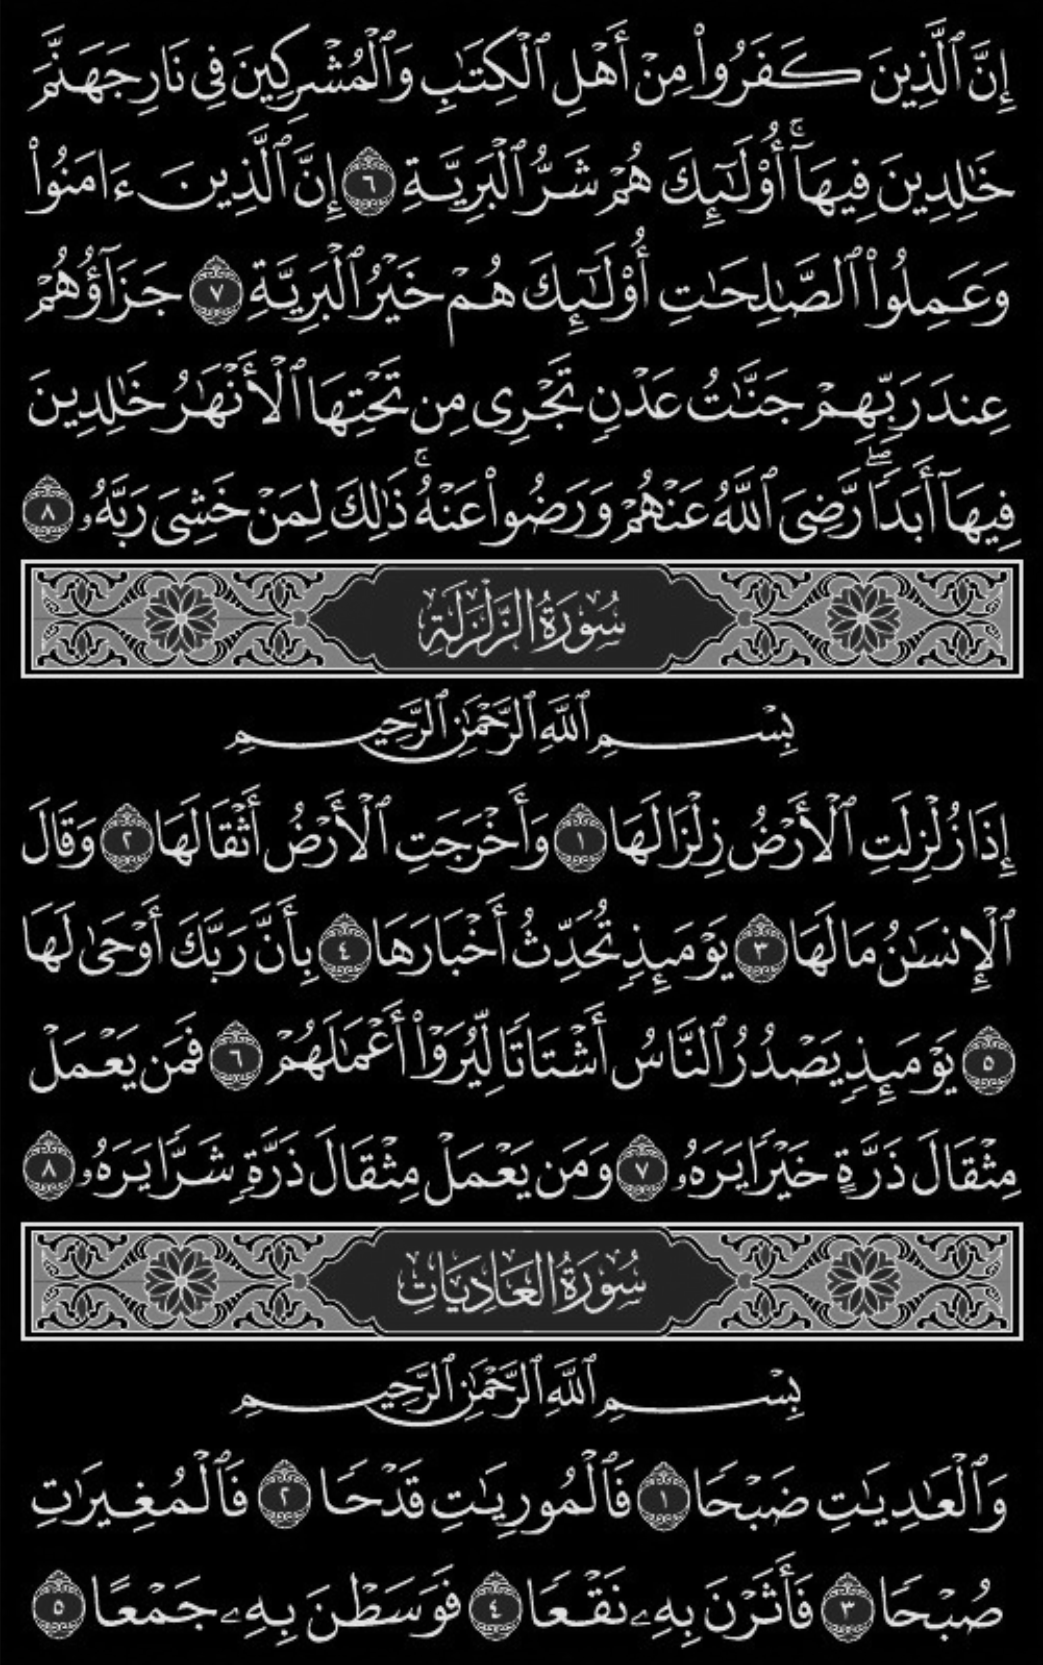 إِنَّ ٱلَّذِينَ كَفَرُوا۟ مِنْ أَهْلِ ٱلْكِتَٰبِ وَٱلْمُشْرِكِينَ فِى نَارِ جَهَنَّمَ
خَٰلِدِينَ فِيهَآ ۚ أُو۟لَٰٓئِكَ هُمْ شَرُّ ٱلْبَرِيَّةِ ٦ إِنَّ ٱلَّذِينَ ءَامَنُوا۟
وَعَمِلُوا۟ ٱلصَّٰلِحَٰتِ أُو۟لَٰٓئِكَ هُمْ خَيْرُ ٱلْبَرِيَّةِ ٧ جَزَآؤُهُمْ
عِندَ رَبِّهِمْ جَنَّٰتُ عَدْنٍ تَجْرِى مِن تَحْتِهَا ٱلْأَنْهَٰرُ خَٰلِدِينَ
فِيهَآ أَبَدًا ۖ رَّضِىَ ٱللَّهُ عَنْهُمْ وَرَضُوا۟ عَنْهُ ۚ ذَٰلِكَ لِمَنْ خَشِىَ رَبَّهُۥ ٨
سُورَةُ الزَّلْزَلَةِ
بِسْمِ ٱللَّهِ ٱلرَّحْمَٰنِ ٱلرَّحِيمِ
إِذَا زُلْزِلَتِ ٱلْأَرْضُ زِلْزَالَهَا ١ وَأَخْرَجَتِ ٱلْأَرْضُ أَثْقَالَهَا ٢ وَقَالَ
ٱلْإِنسَٰنُ مَا لَهَا ٣ يَوْمَئِذٍ تُحَدِّثُ أَخْبَارَهَا ٤ بِأَنَّ رَبَّكَ أَوْحَىٰ لَهَا
٥ يَوْمَئِذٍ يَصْدُرُ ٱلنَّاسُ أَشْتَاتًا لِّيُرَوْا۟ أَعْمَٰلَهُمْ ٦ فَمَن يَعْمَلْ
مِثْقَالَ ذَرَّةٍ خَيْرًا يَرَهُۥ ٧ وَمَن يَعْمَلْ مِثْقَالَ ذَرَّةٍ شَرًّا يَرَهُۥ ٨
سُورَةُ العَادِيَاتِ
بِسْمِ ٱللَّهِ ٱلرَّحْمَٰنِ ٱلرَّحِيمِ
وَٱلْعَٰدِيَٰتِ ضَبْحًا ١ فَٱلْمُورِيَٰتِ قَدْحًا ٢ فَٱلْمُغِيرَٰتِ
صُبْحًا ٣ فَأَثَرْنَ بِهِۦ نَقْعًا ٤ فَوَسَطْنَ بِهِۦ جَمْعًا ٥